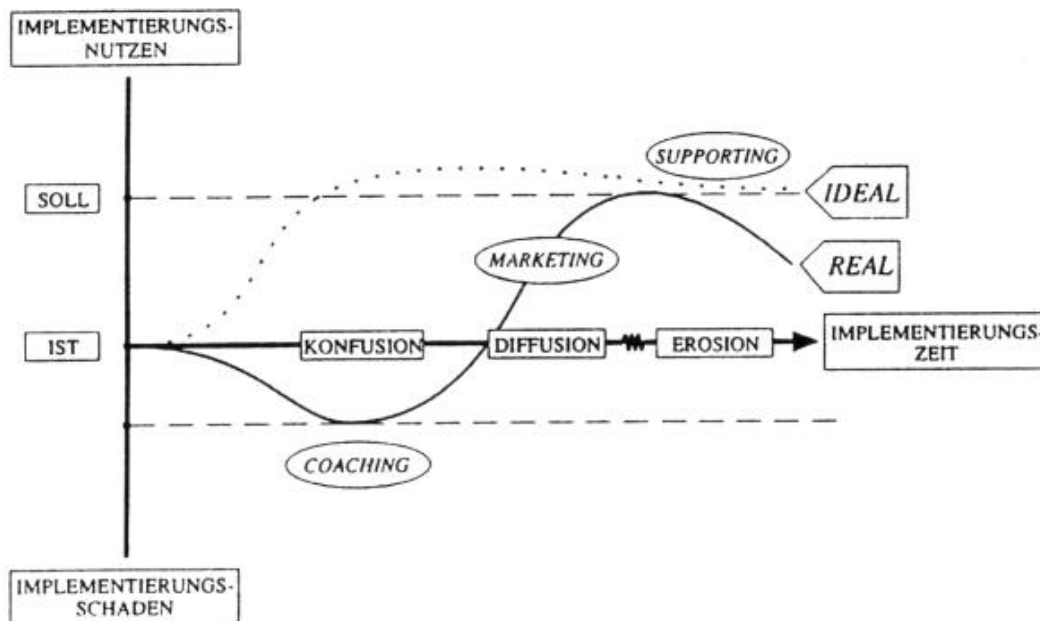 IMPLEMENTIERUNGS-
NUTZEN
SUPPORTING
SOLL
IDEAL
MARKETING
REAL
IST
KONFUSION
DIFFUSION
EROSION
IMPLEMENTIERUNGS-
ZEIT
COACHING
IMPLEMENTIERUNGS-
SCHADEN